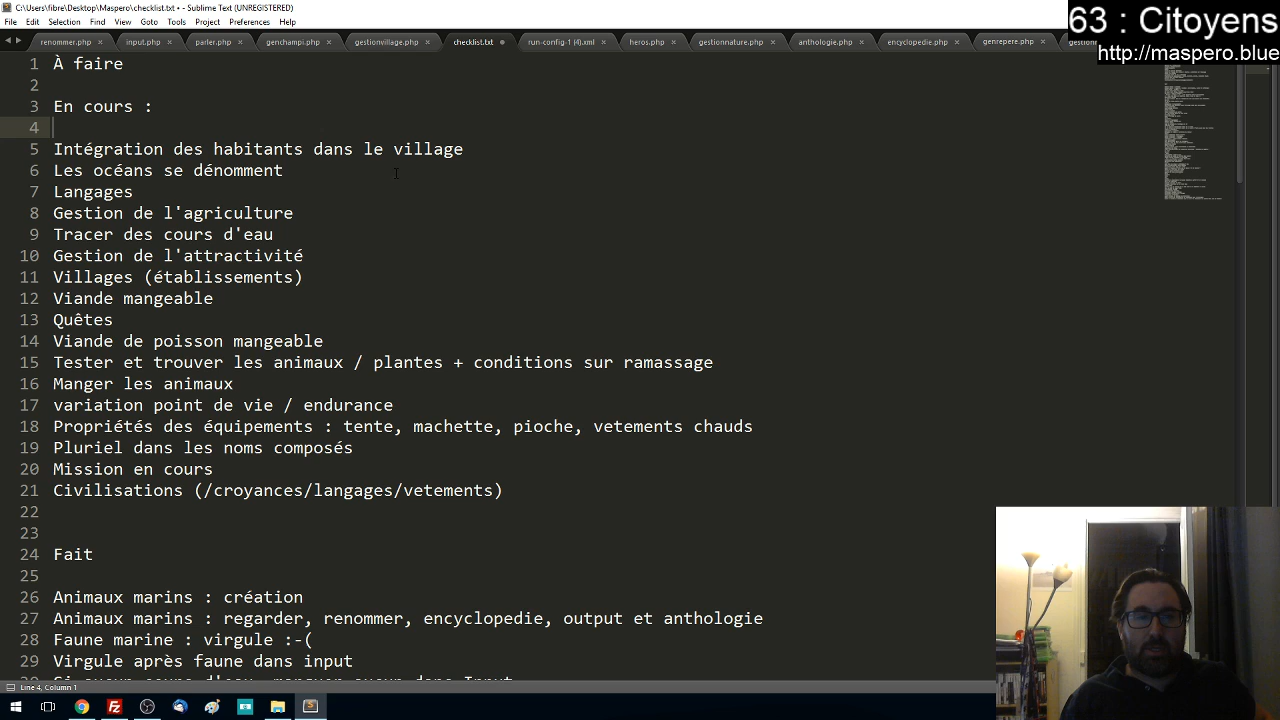 C:\Users\fibre\Desktop\Maspero\checklist.txt • - Sublime Text (UNREGISTERED)
63 : Citoyens
File Edit Selection Find View Goto Tools Project Preferences Help
http://maspero.blue
renommer.php input.php parler.php genchampi.php gestionvillage.php checklist.txt run-config-1 (4).xml heros.php gestionnature.php anthologie.php encyclopedie.php genrepere.php
1 À faire
2
3 En cours :
4
5 Intégration des habitants dans le village
6 Les océans se dénomment
7 Langages
8 Gestion de l'agriculture
9 Tracer des cours d'eau
10 Gestion de l'attractivité
11 Villages (établissements)
12 Viande mangeable
13 Quêtes
14 Viande de poisson mangeable
15 Tester et trouver les animaux / plantes + conditions sur ramassage
16 Manger les animaux
17 variation point de vie / endurance
18 Propriétés des équipements : tente, machette, pioche, vetements chauds
19 Pluriel dans les noms composés
20 Mission en cours
21 Civilisations (/croyances/langages/vetements)
22
23
24 Fait
25
26 Animaux marins : création
27 Animaux marins : regarder, renommer, encyclopedie, output et anthologie
28 Faune marine : virgule :-(
29 Virgule après faune dans input
Line 4, Column 1